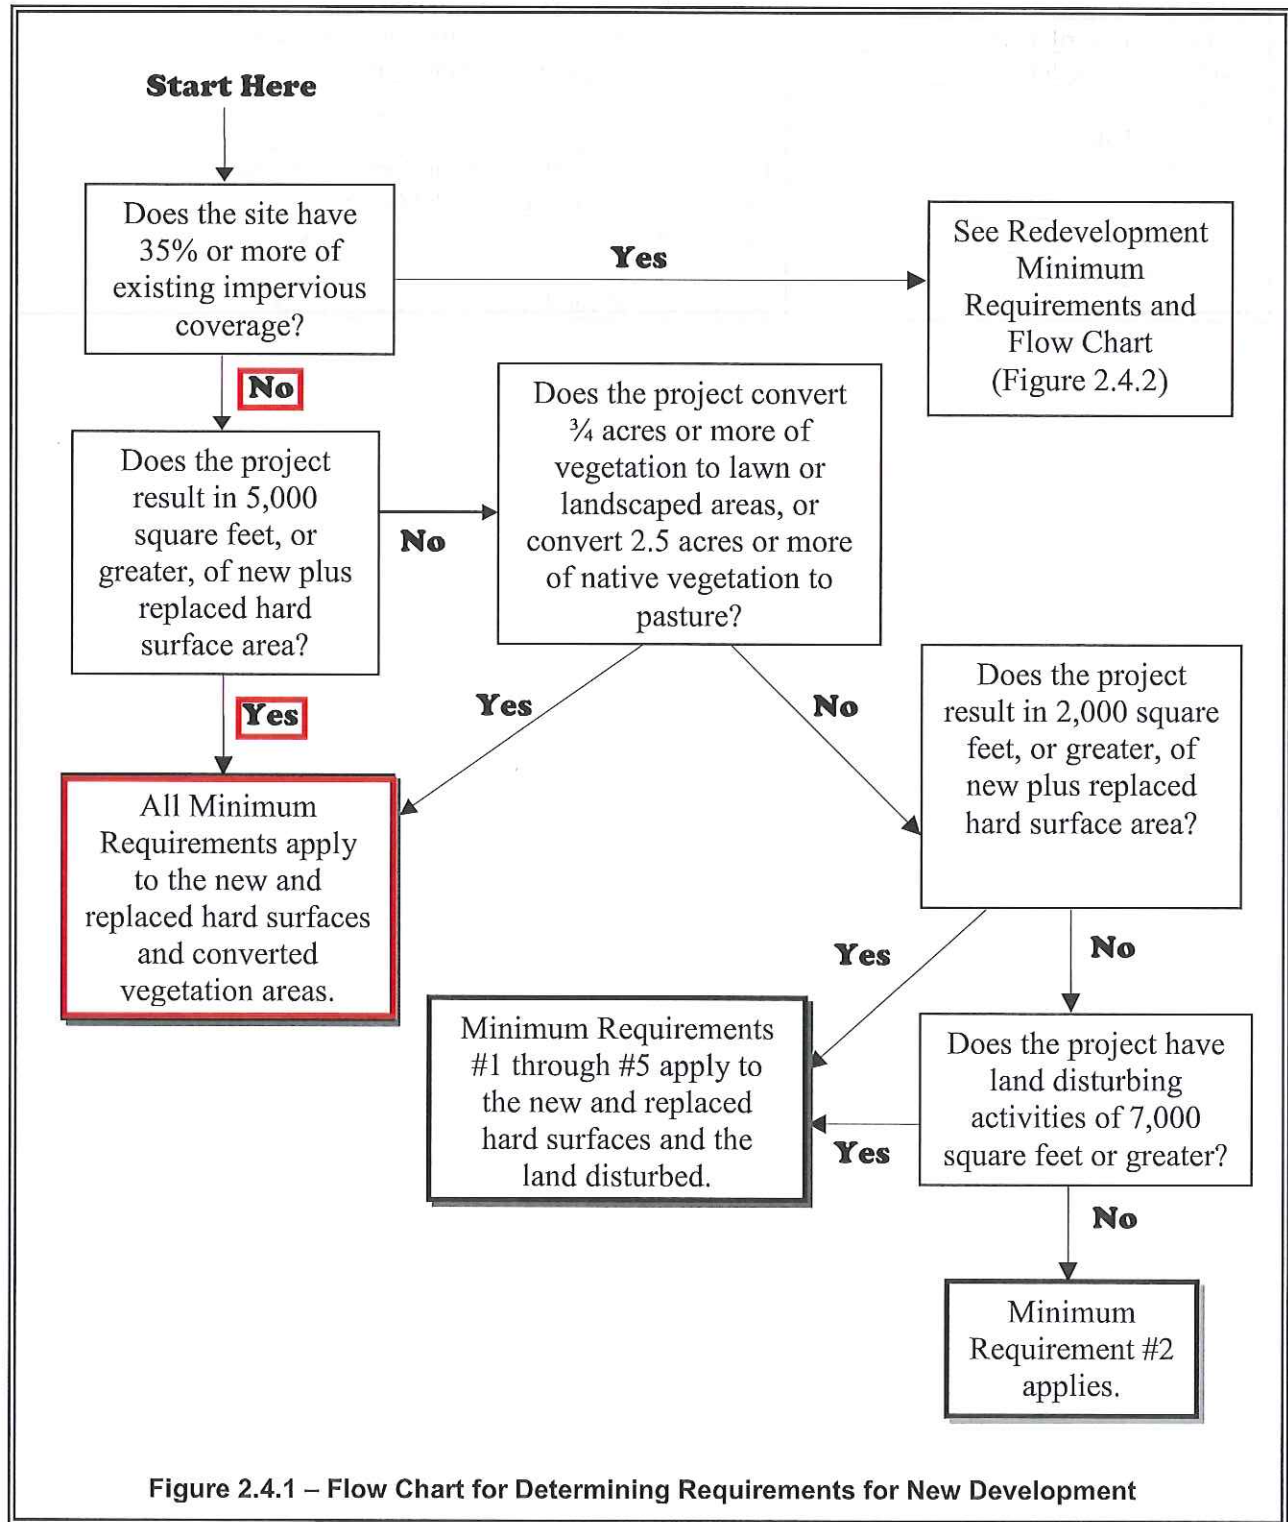 Start Here
Does the site have
35% or more of
existing impervious
coverage?
Yes
See Redevelopment
Minimum
Requirements and
Flow Chart
(Figure 2.4.2)
No
Does the project
result in 5,000
square feet, or
greater, of new plus
replaced hard
surface area?
No
Does the project convert
¾ acres or more of
vegetation to lawn or
landscaped areas, or
convert 2.5 acres or more
of native vegetation to
pasture?
Yes
Yes
No
Does the project
result in 2,000 square
feet, or greater, of
new plus replaced
hard surface area?
All Minimum
Requirements apply
to the new and
replaced hard surfaces
and converted
vegetation areas.
Yes
No
Minimum Requirements
#1 through #5 apply to
the new and replaced
hard surfaces and the
land disturbed.
Yes
Does the project have
land disturbing
activities of 7,000
square feet or greater?
No
Minimum
Requirement #2
applies.
Figure 2.4.1 – Flow Chart for Determining Requirements for New Development